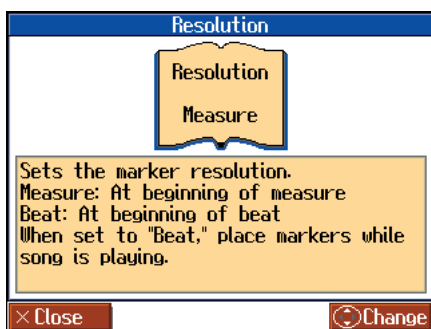 Resolution
Resolution
Measure
Sets the marker resolution.
Measure: At beginning of measure
Beat: At beginning of beat
When set to "Beat," place markers while
song is playing.
× Close
Change